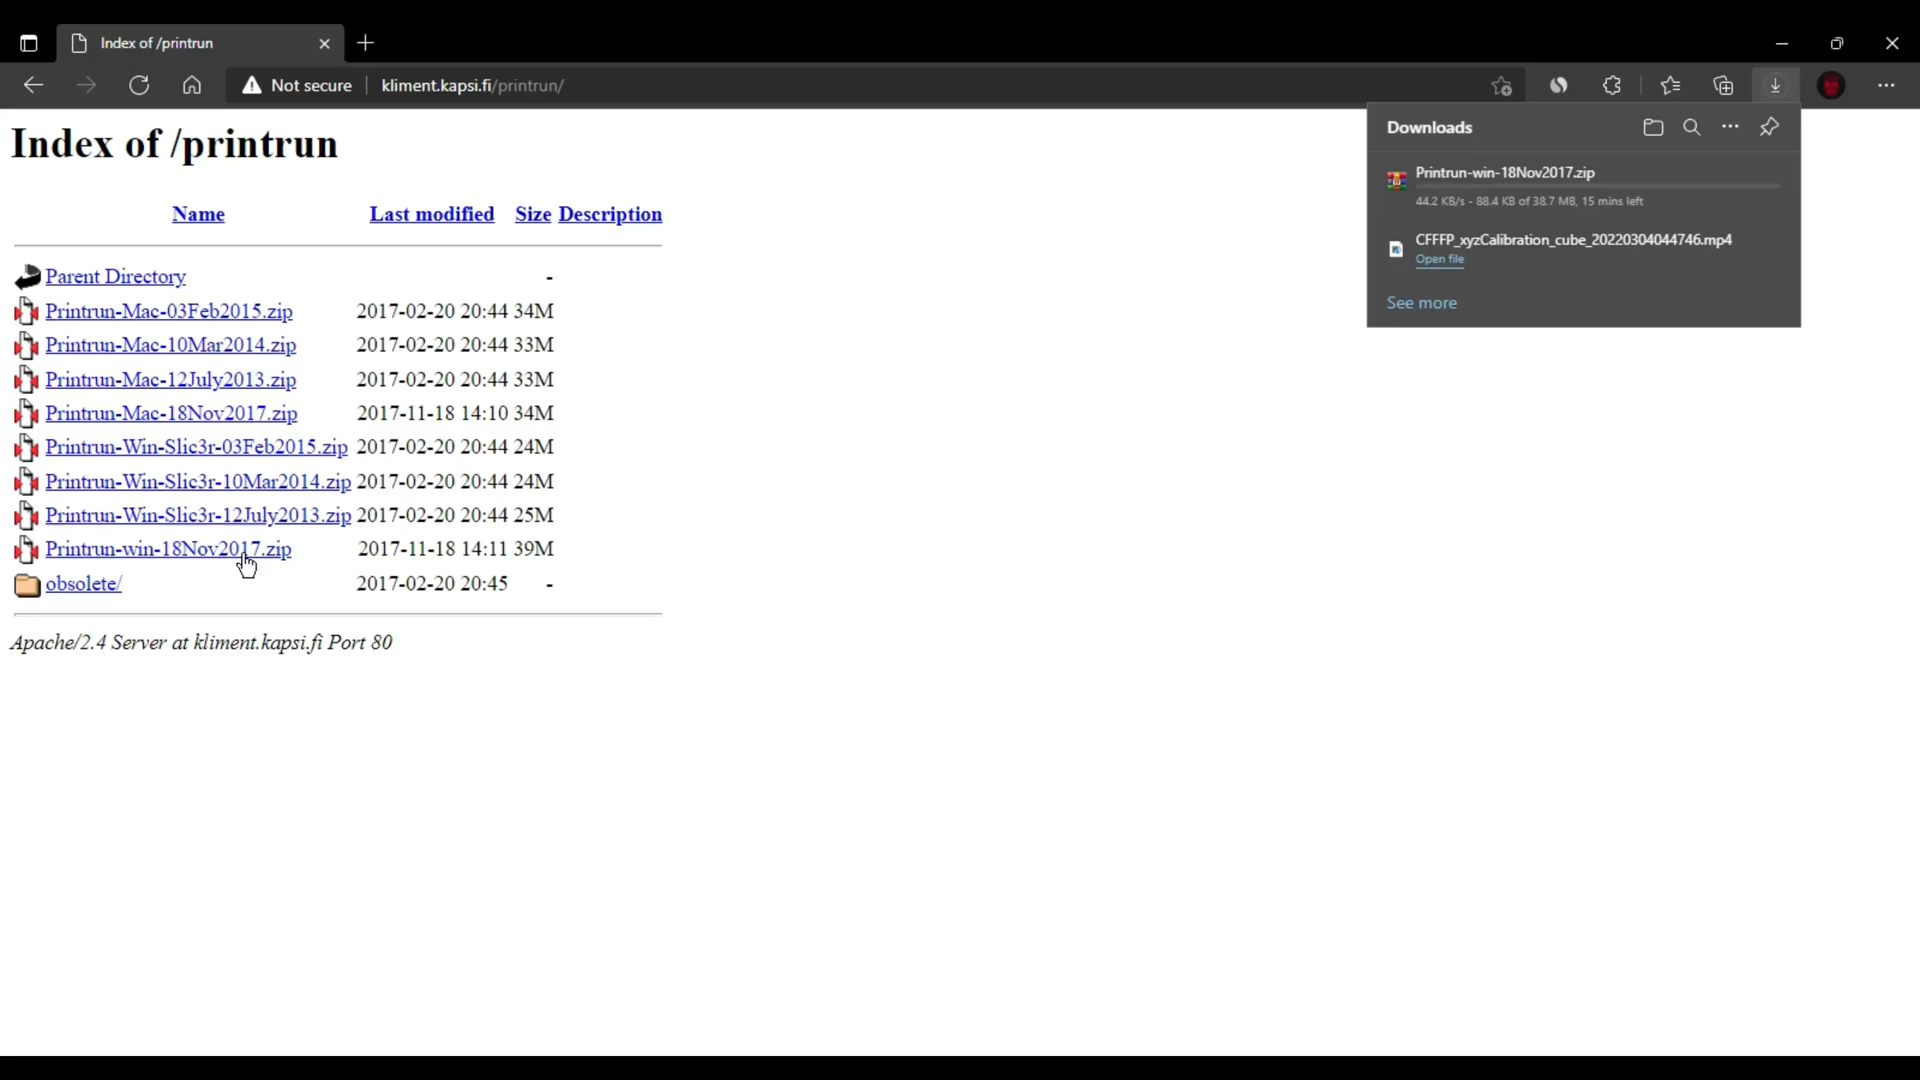 Index of /printrun
Not secure | kliment.kapsi.fi/printrun/
Downloads
Printrun-win-18Nov2017.zip
44.2 KB/s - 88.4 KB of 38.7 MB, 15 mins left
CFFFP_xyzCalibration_cube_20220304044746.mp4
Open file
See more
Index of /printrun
Name Last modified Size Description
Parent Directory -
Printrun-Mac-03Feb2015.zip 2017-02-20 20:44 34M
Printrun-Mac-10Mar2014.zip 2017-02-20 20:44 33M
Printrun-Mac-12July2013.zip 2017-02-20 20:44 33M
Printrun-Mac-18Nov2017.zip 2017-11-18 14:10 34M
Printrun-Win-Slic3r-03Feb2015.zip 2017-02-20 20:44 24M
Printrun-Win-Slic3r-10Mar2014.zip 2017-02-20 20:44 24M
Printrun-Win-Slic3r-12July2013.zip 2017-02-20 20:44 25M
Printrun-win-18Nov2017.zip 2017-11-18 14:11 39M
obsolete/ 2017-02-20 20:45 -
Apache/2.4 Server at kliment.kapsi.fi Port 80